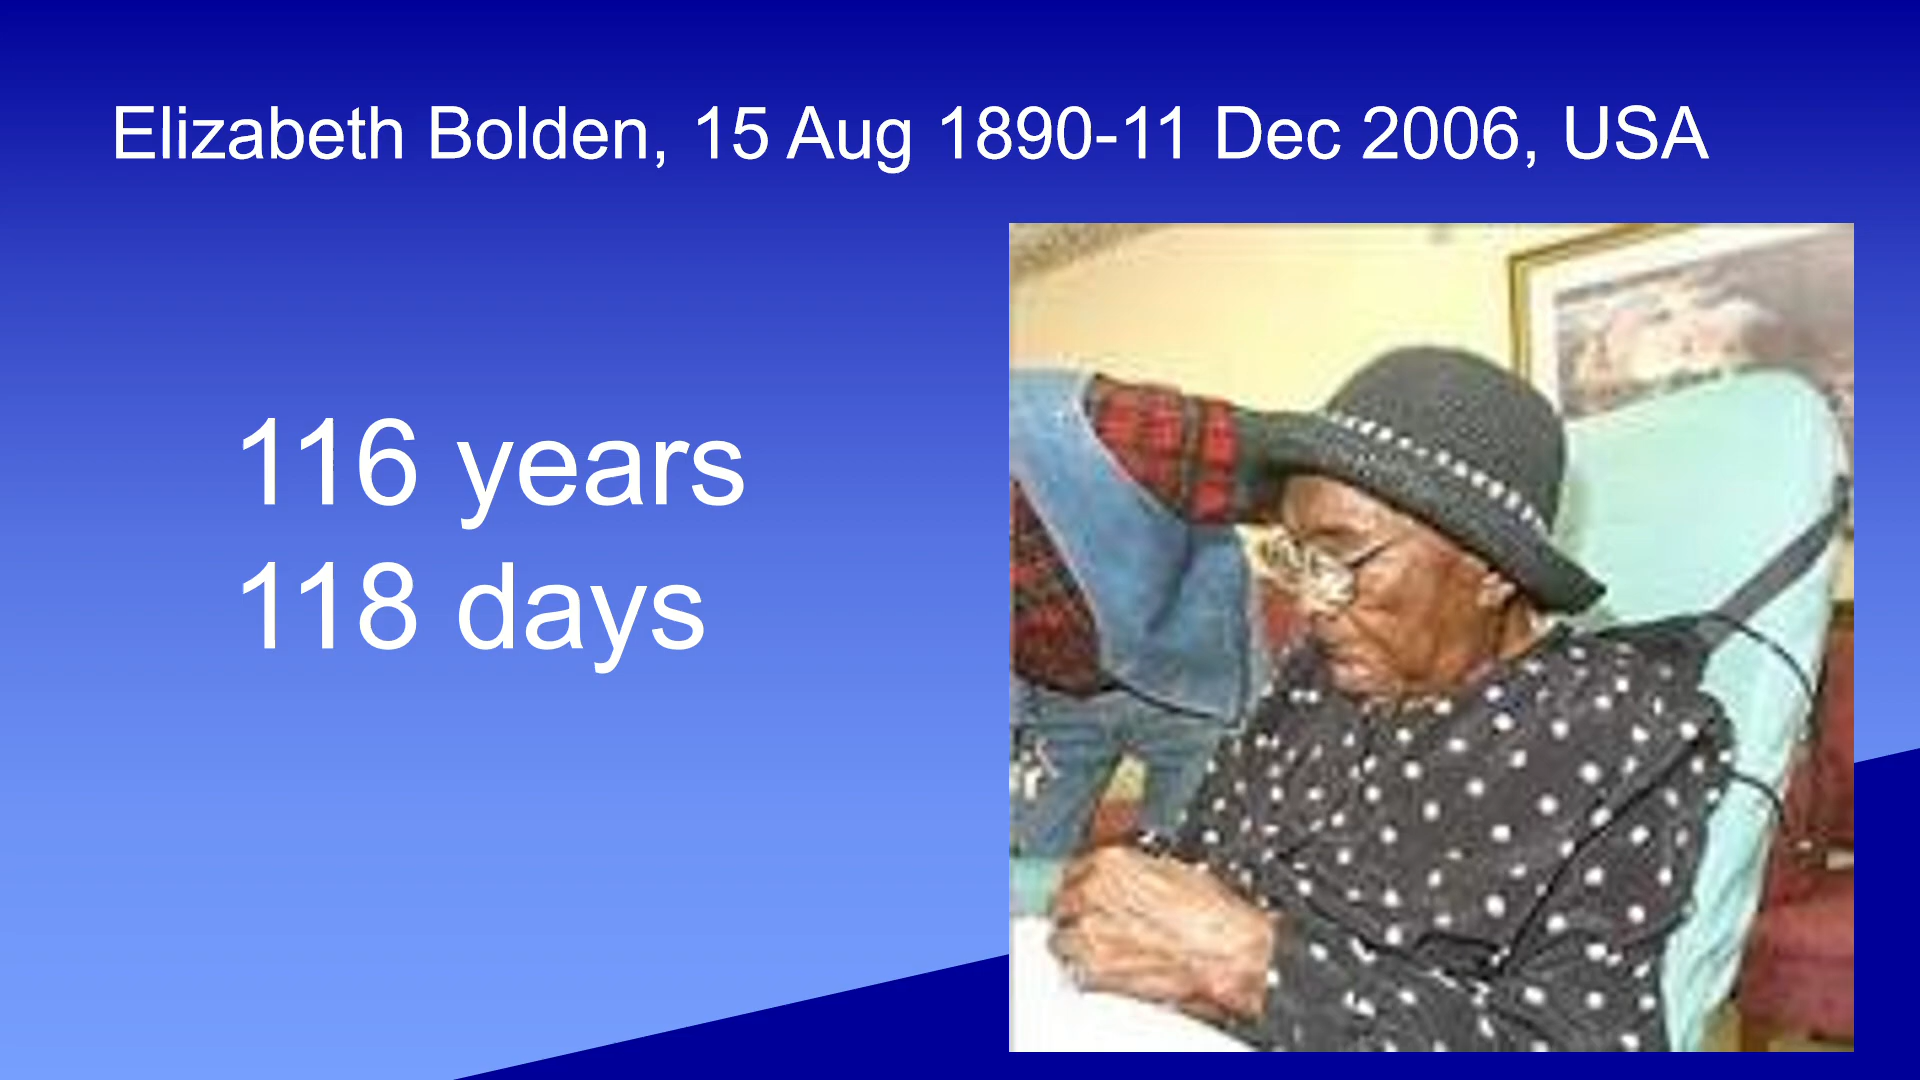 Elizabeth Bolden, 15 Aug 1890-11 Dec 2006, USA
116 years
118 days